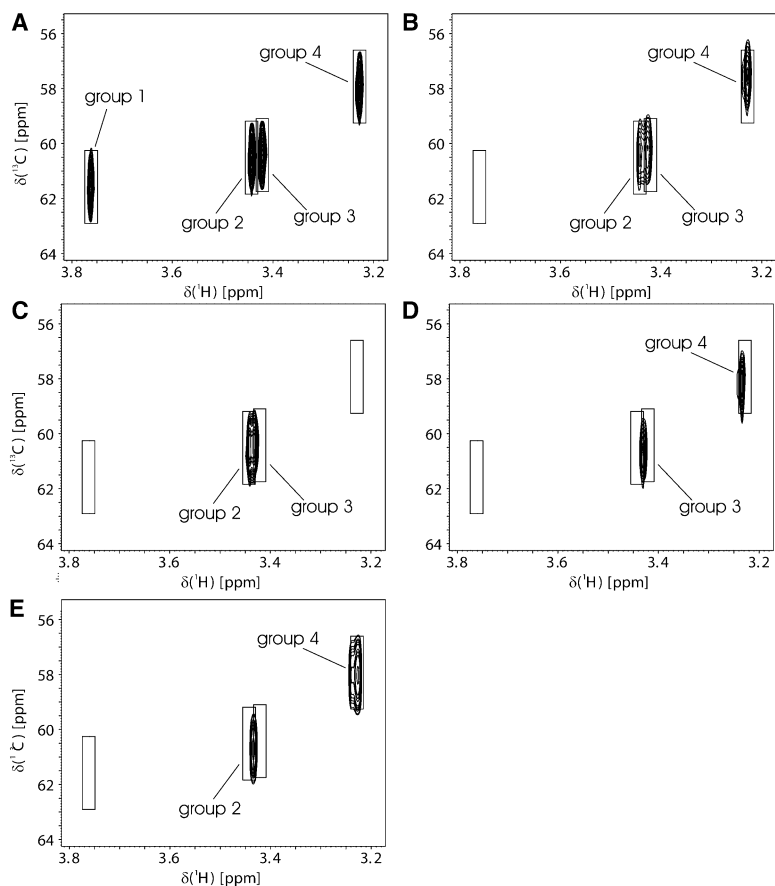 A
56
58
60
62
64
δ(¹³C) [ppm]
group 1
group 2
group 3
group 4
3.8
3.6
3.4
3.2
δ(¹H) [ppm]
B
56
58
60
62
64
group 4
group 2
group 3
3.8
3.6
3.4
3.2
δ(¹H) [ppm]
C
56
58
60
62
64
δ(¹³C) [ppm]
group 2
group 3
3.8
3.6
3.4
3.2
δ(¹H) [ppm]
D
56
58
60
62
64
group 4
group 3
3.8
3.6
3.4
3.2
δ(¹H) [ppm]
E
56
58
60
62
64
δ(¹³C) [ppm]
group 4
group 2
3.8
3.6
3.4
3.2
δ(¹H) [ppm]